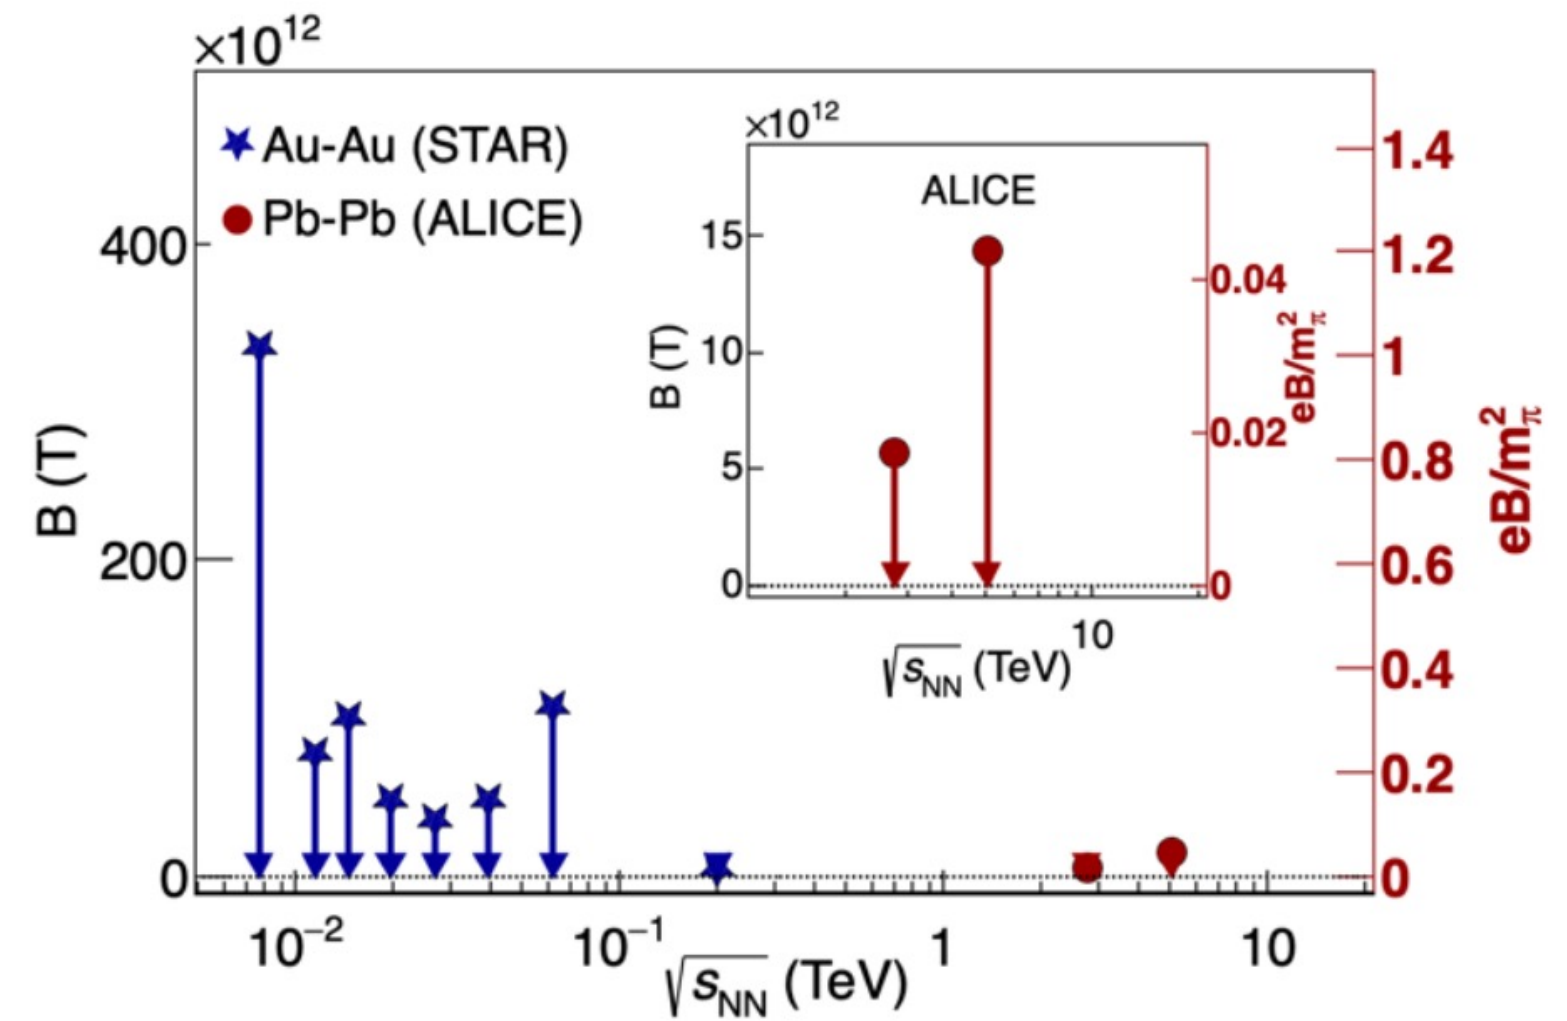 ×10¹²
Au-Au (STAR)
Pb-Pb (ALICE)
400
200
0
B (T)
10⁻²
10⁻¹
1
10
√sNN (TeV)
1.4
1.2
1
0.8
0.6
0.4
0.2
0
eB/m²π
×10¹²
ALICE
15
10
5
0
B (T)
0.04
0.02
0
eB/m²π
10
√sNN (TeV)